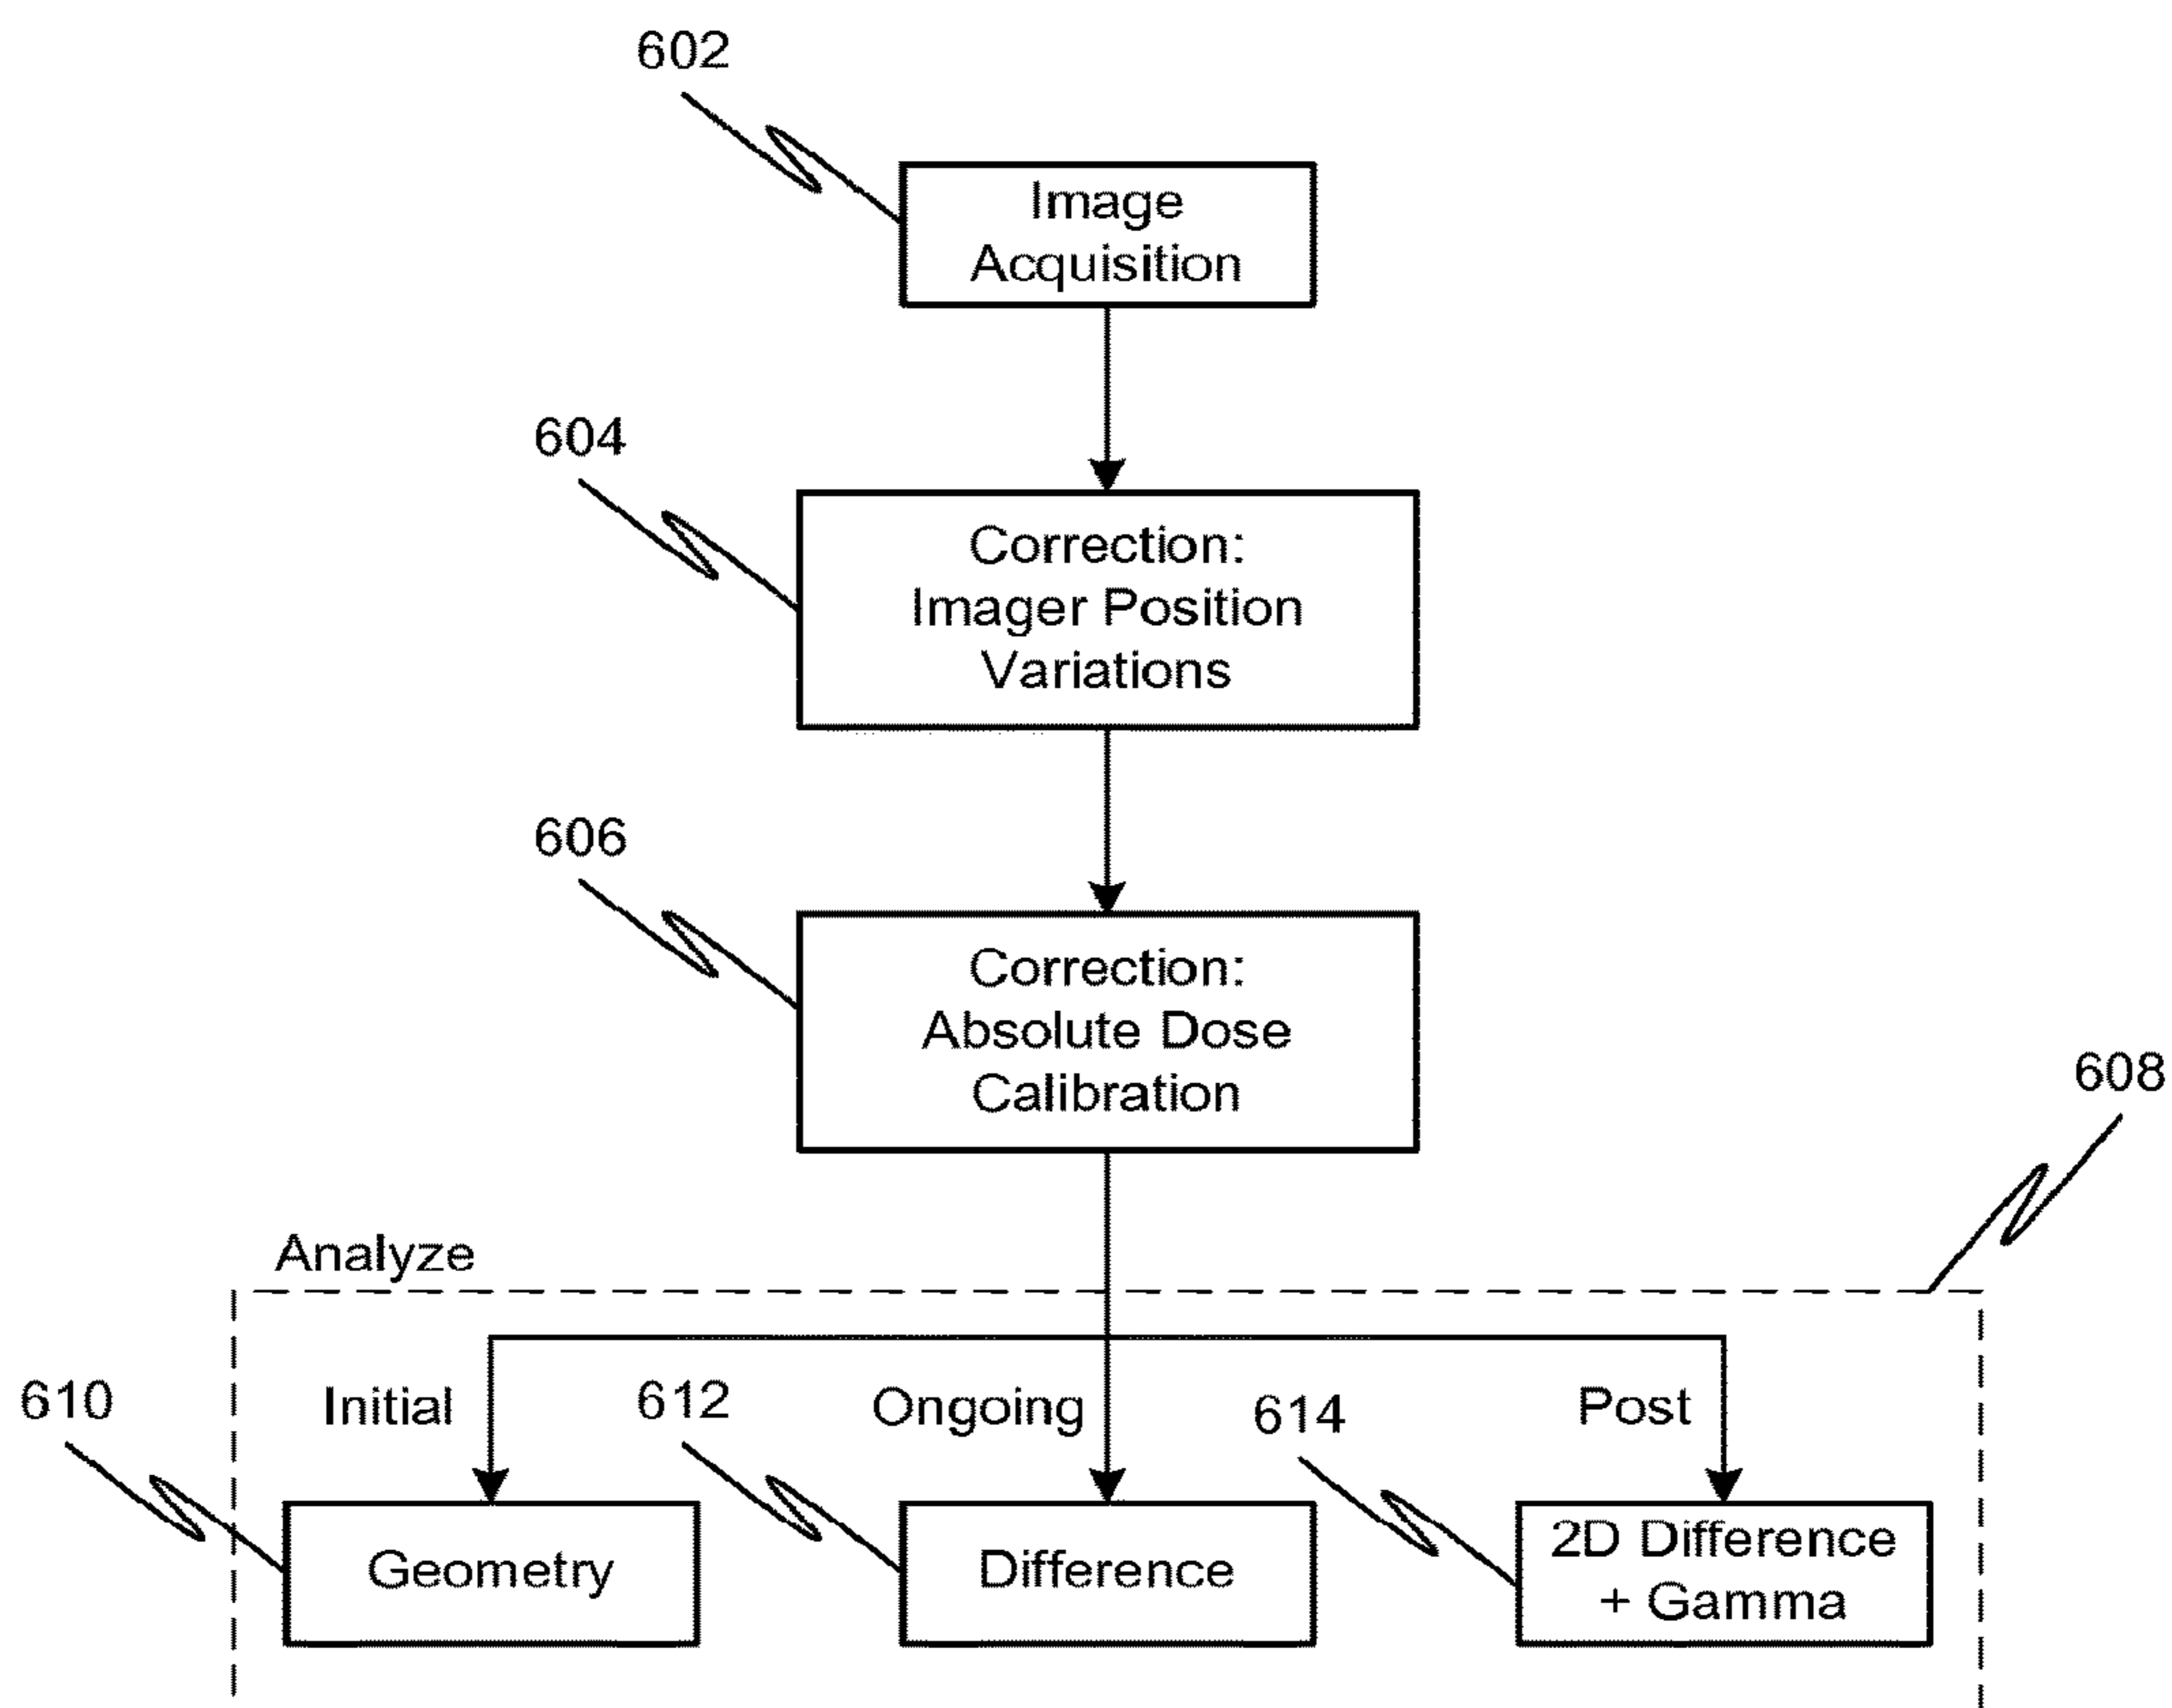 602
Image
Acquisition
604
Correction:
Imager Position
Variations
606
Correction:
Absolute Dose
Calibration
608
Analyze
610
Initial
612
Ongoing
614
Post
Geometry
Difference
2D Difference
+ Gamma